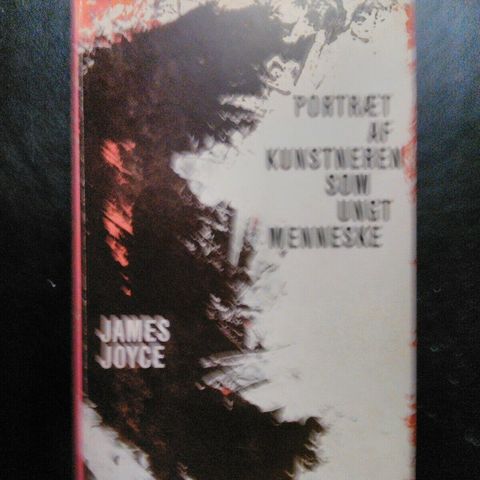 PORTRÆT
AF
KUNSTNEREN
SOM
UNGT
MENNESKE
JAMES
JOYCE